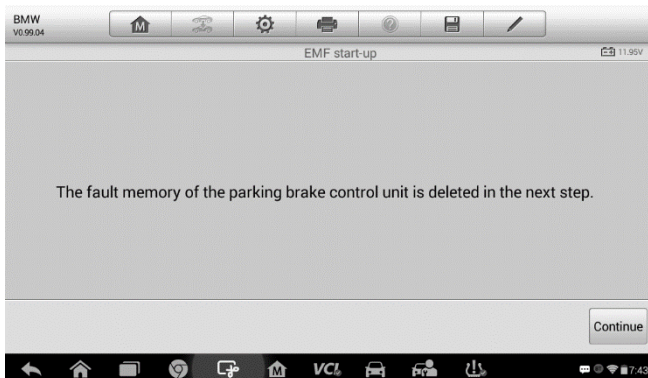 BMW
V0.99.04
M
?
EMF start-up
11.95V
The fault memory of the parking brake control unit is deleted in the next step.
Continue
M
VCI
7:43